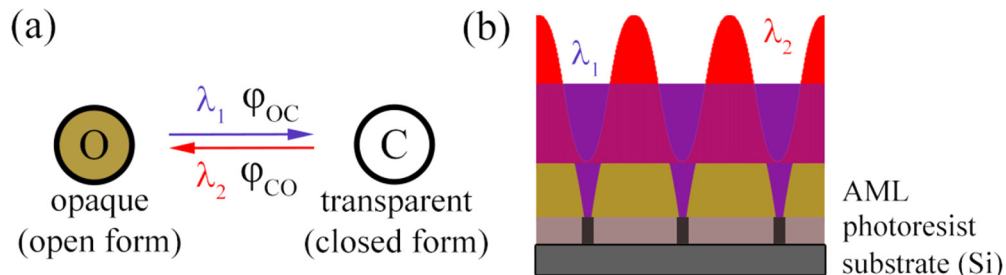 (a)
λ1 φOC
O
C
λ2 φCO
opaque
(open form)
transparent
(closed form)
(b)
λ1
λ2
AML
photoresist
substrate (Si)